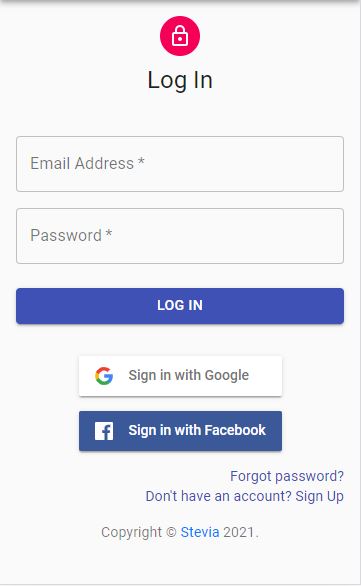 Log In
Email Address *
Password *
LOG IN
Sign in with Google
Sign in with Facebook
Forgot password?
Don't have an account? Sign Up
Copyright © Stevia 2021.